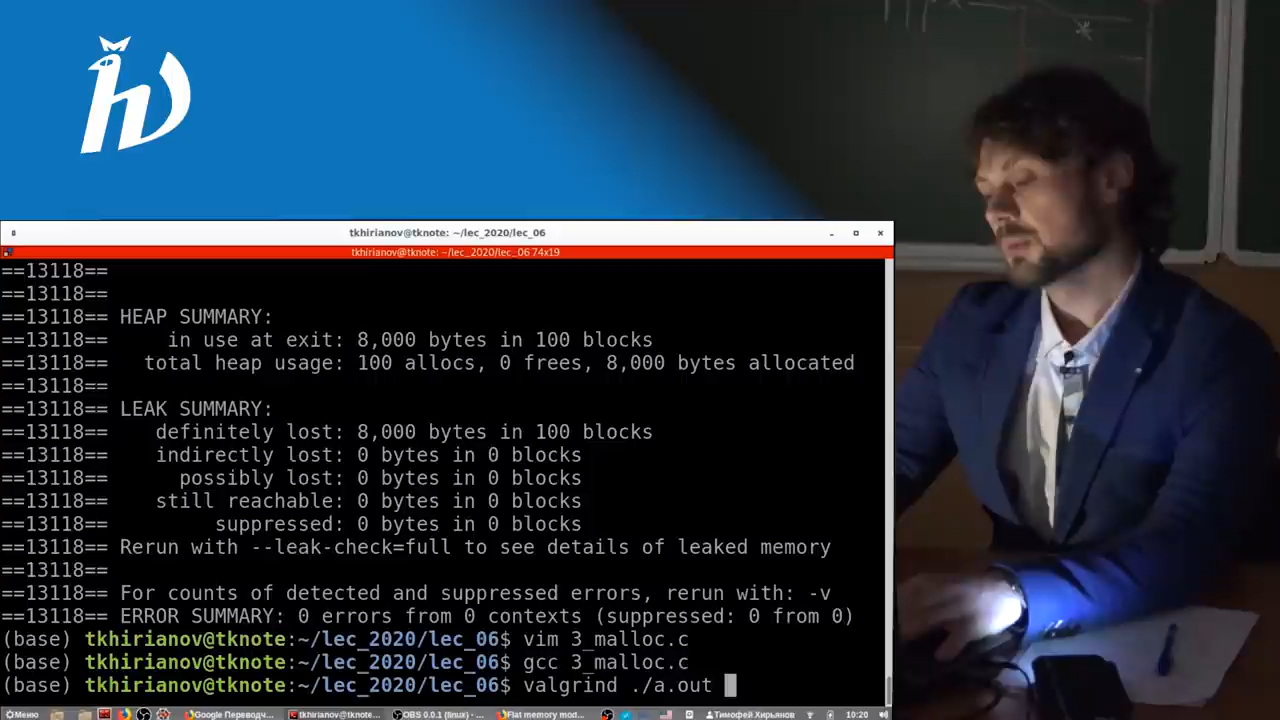 tkhirianov@tknote: ~/lec_2020/lec_06
tkhirianov@tknote: ~/lec_2020/lec_06 74x19
==13118==
==13118==
==13118== HEAP SUMMARY:
==13118==     in use at exit: 8,000 bytes in 100 blocks
==13118==   total heap usage: 100 allocs, 0 frees, 8,000 bytes allocated
==13118==
==13118== LEAK SUMMARY:
==13118==    definitely lost: 8,000 bytes in 100 blocks
==13118==    indirectly lost: 0 bytes in 0 blocks
==13118==      possibly lost: 0 bytes in 0 blocks
==13118==    still reachable: 0 bytes in 0 blocks
==13118==         suppressed: 0 bytes in 0 blocks
==13118== Rerun with --leak-check=full to see details of leaked memory
==13118==
==13118== For counts of detected and suppressed errors, rerun with: -v
==13118== ERROR SUMMARY: 0 errors from 0 contexts (suppressed: 0 from 0)
(base) tkhirianov@tknote:~/lec_2020/lec_06$ vim 3_malloc.c
(base) tkhirianov@tknote:~/lec_2020/lec_06$ gcc 3_malloc.c
(base) tkhirianov@tknote:~/lec_2020/lec_06$ valgrind ./a.out
Меню Google Переводч... tkhirianov@tknote... OBS 0.0.1 (linux) - ... Flat memory mod... Тимофей Хирьянов 10:20